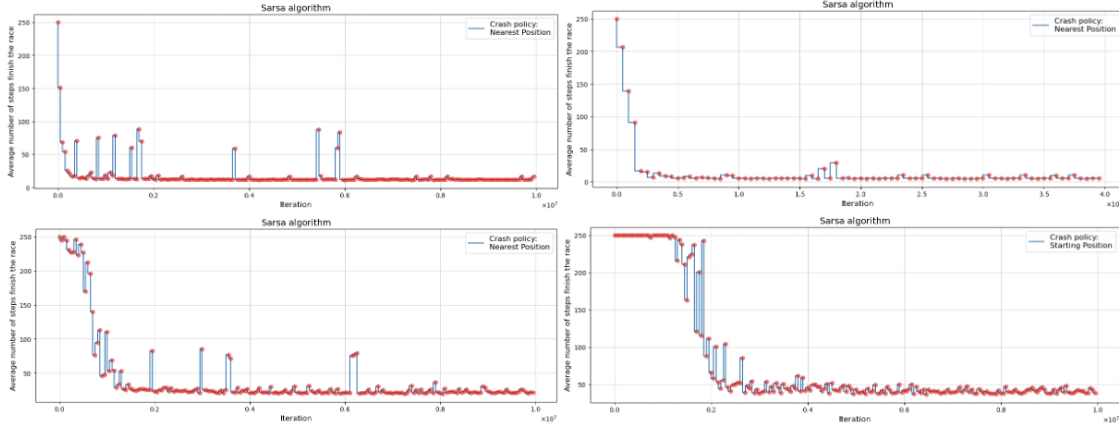 Sarsa algorithm
Average number of steps finish the race
250
200
150
100
50
0
Crash policy:
Nearest Position
0.0
0.2
0.4
0.6
0.8
1.0
×10⁷
Iteration
Sarsa algorithm
Average number of steps finish the race
250
200
150
100
50
0
Crash policy:
Nearest Position
0.0
0.5
1.0
1.5
2.0
2.5
3.0
3.5
4.0
Iteration
Sarsa algorithm
Average number of steps finish the race
250
200
150
100
50
Crash policy:
Nearest Position
0.0
0.2
0.4
0.6
0.8
1.0
×10⁷
Iteration
Sarsa algorithm
Average number of steps finish the race
250
200
150
100
50
Crash policy:
Starting Position
0.0
0.2
0.4
0.6
0.8
1.0
×10⁷
Iteration